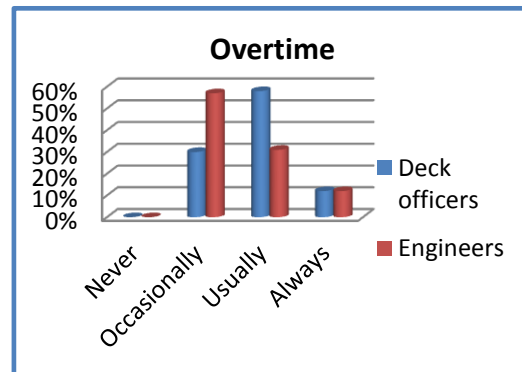 Overtime
60%
50%
40%
30%
20%
10%
0%
Never
Occasionally
Usually
Always
Deck
officers
Engineers